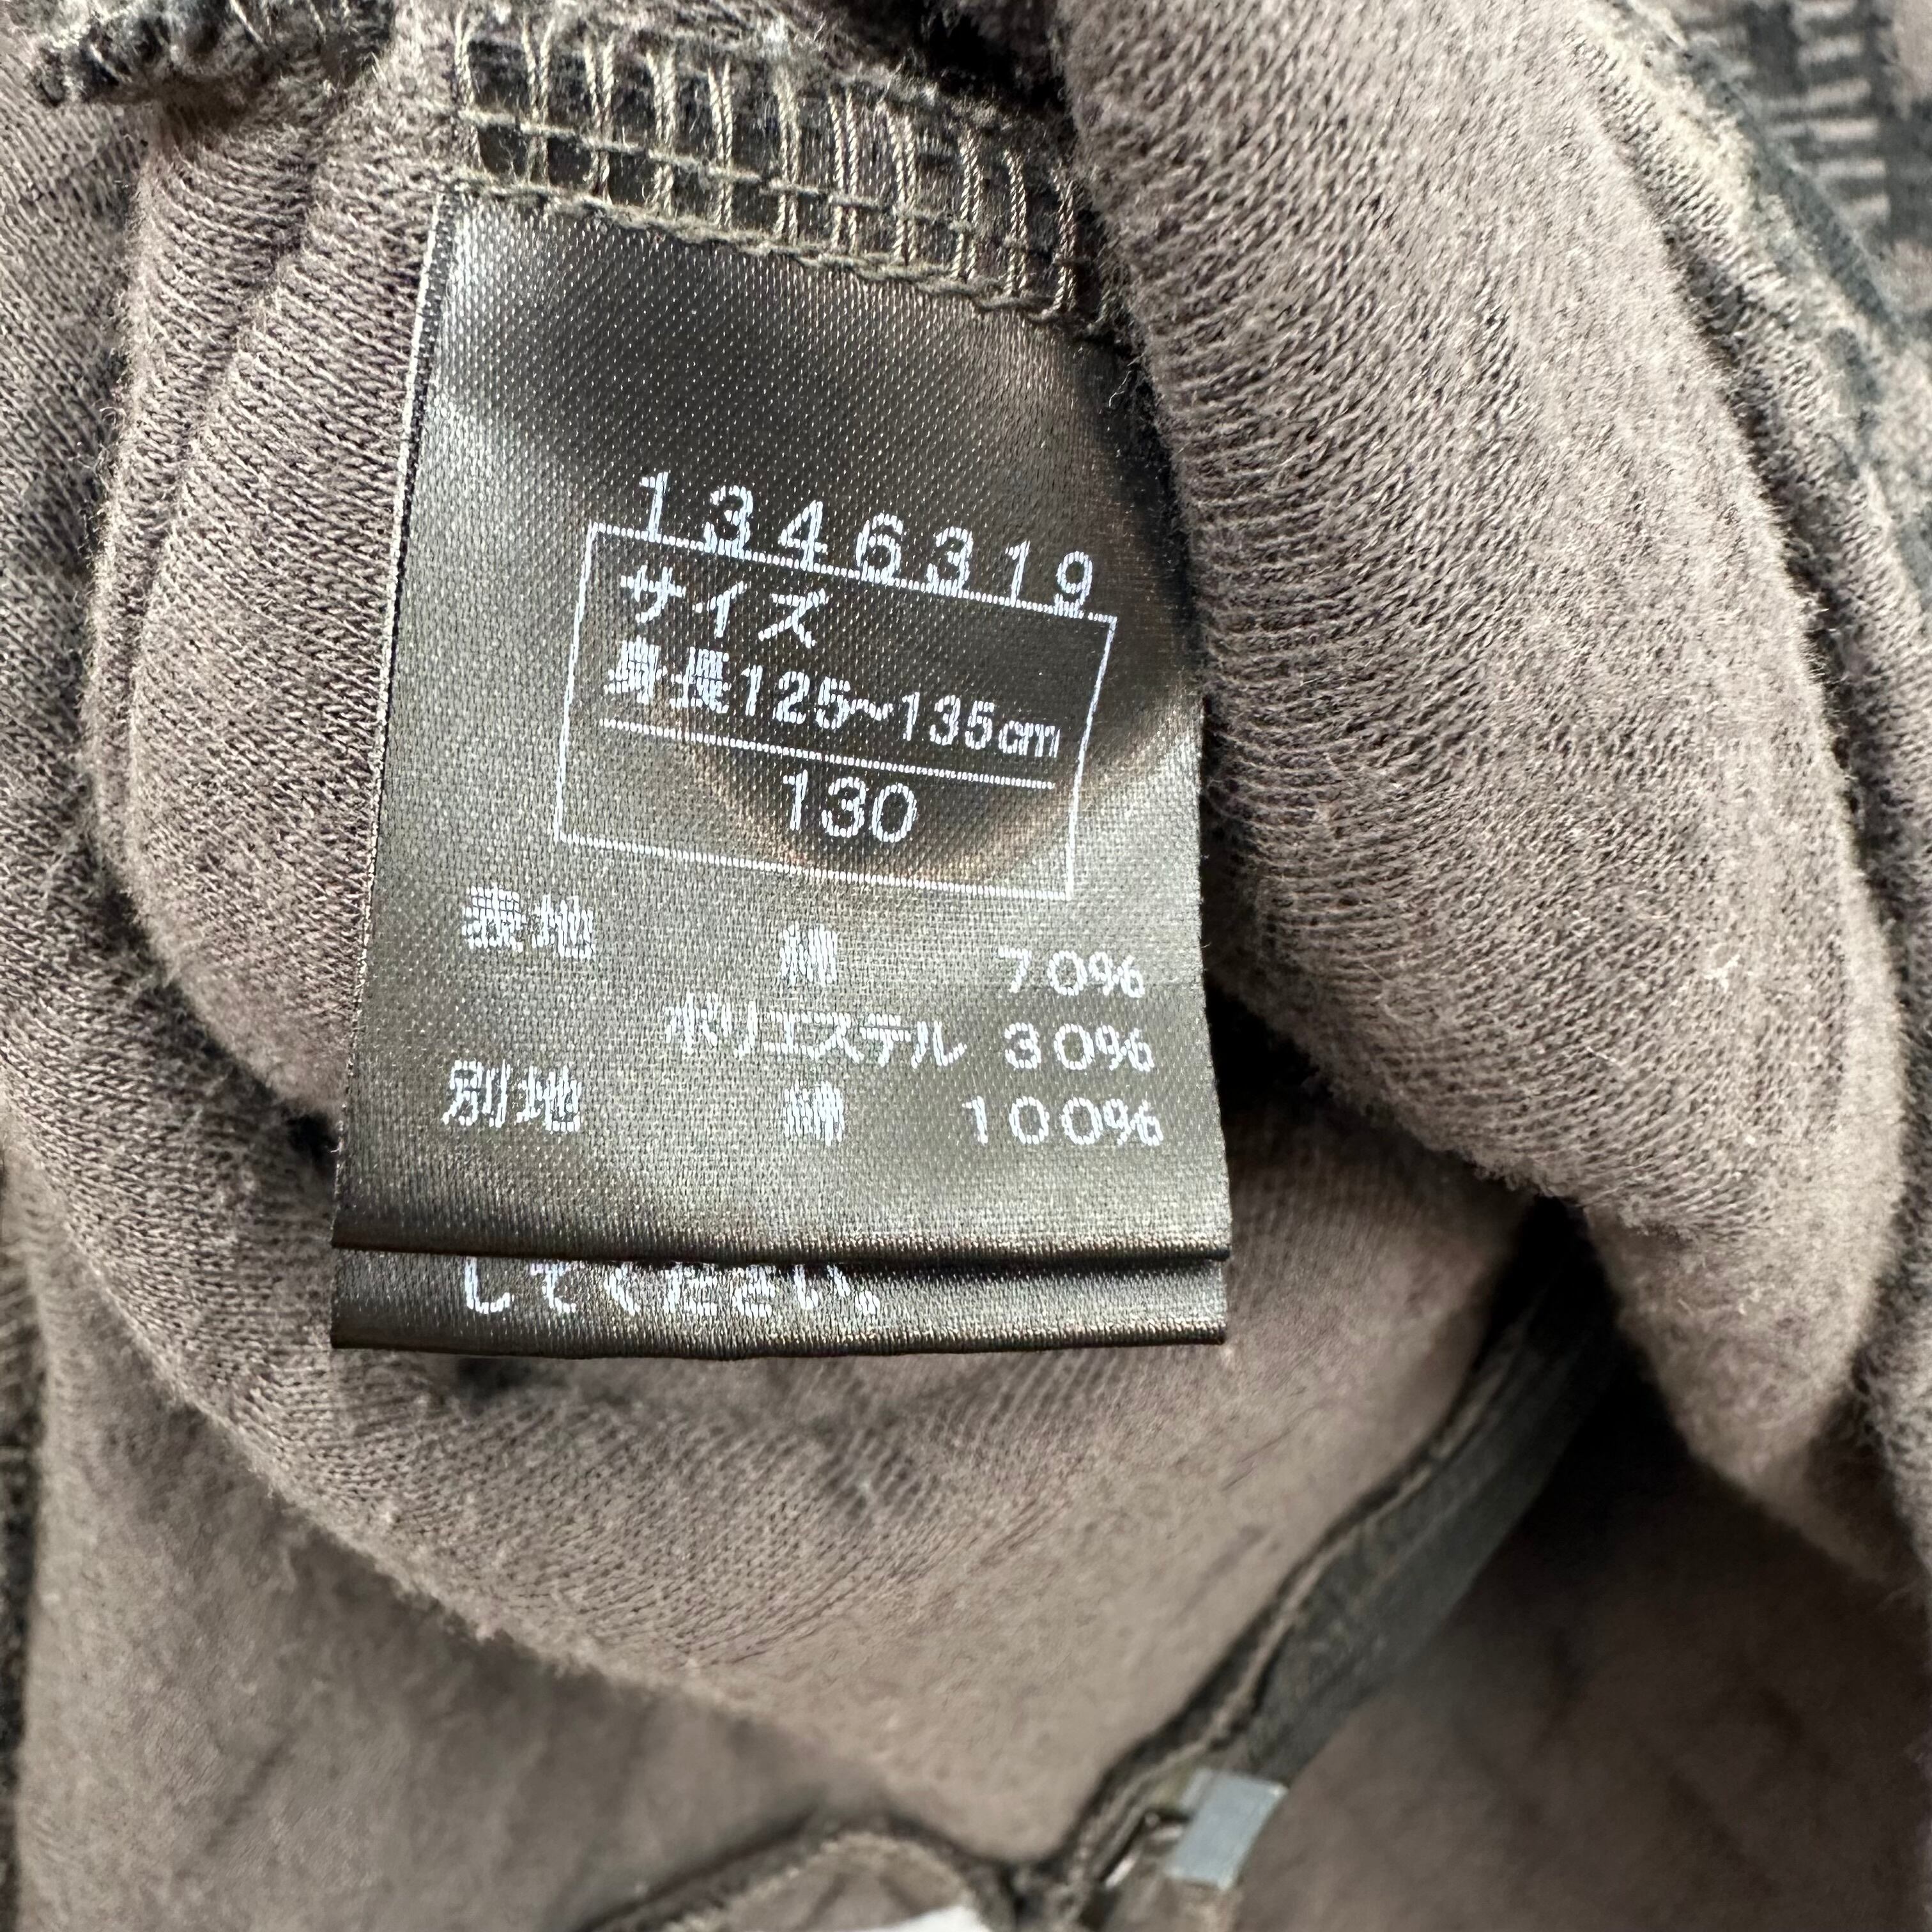 1346319
サイズ
身長125~135cm
130
表地 綿 70%
ポリエステル 30%
別地 綿 100%
してください。